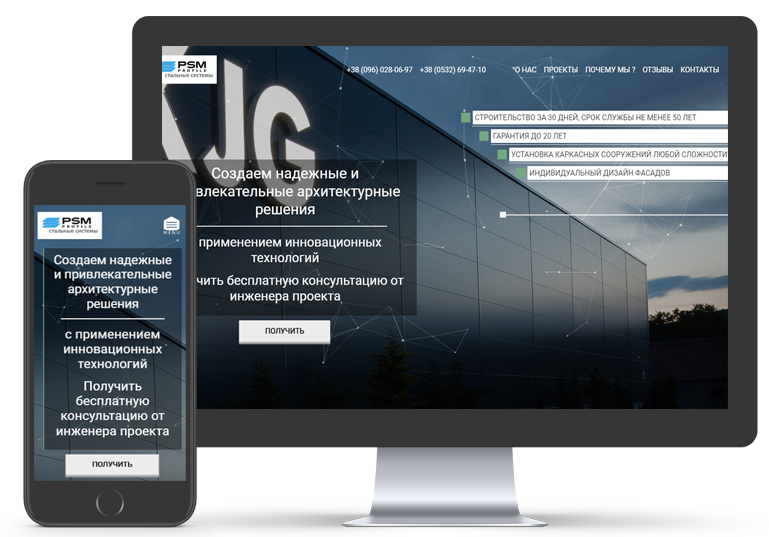 PSM
PROFILE
стальные системы
+38 (096) 028-06-97 +38 (0532) 69-47-10
О НАС ПРОЕКТЫ ПОЧЕМУ МЫ ? ОТЗЫВЫ КОНТАКТЫ
AJG
СТРОИТЕЛЬСТВО ЗА 30 ДНЕЙ, СРОК СЛУЖБЫ НЕ МЕНЕЕ 50 ЛЕТ
ГАРАНТИЯ ДО 20 ЛЕТ
УСТАНОВКА КАРКАСНЫХ СООРУЖЕНИЙ ЛЮБОЙ СЛОЖНОСТИ
ИНДИВИДУАЛЬНЫЙ ДИЗАЙН ФАСАДОВ
Создаем надежные и
влекательные архитектурные
решения
применением инновационных
технологий
чить бесплатную консультацию от
инженера проекта
ПОЛУЧИТЬ
PSM
PROFILE
стальные системы
MENU
Создаем надежные
и привлекательные
архитектурные
решения
с применением
инновационных
технологий
Получить
бесплатную
консультацию от
инженера проекта
ПОЛУЧИТЬ